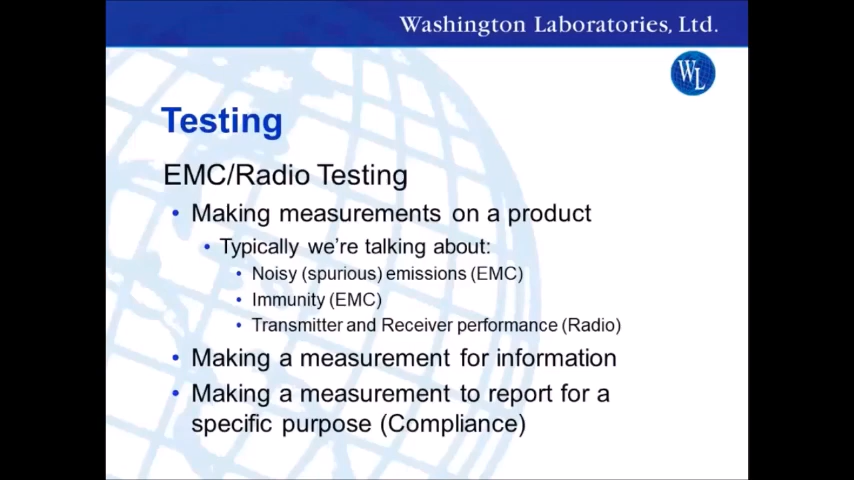 Washington Laboratories, Ltd.
WL
Testing
EMC/Radio Testing
• Making measurements on a product
• Typically we're talking about:
• Noisy (spurious) emissions (EMC)
• Immunity (EMC)
• Transmitter and Receiver performance (Radio)
• Making a measurement for information
• Making a measurement to report for a
specific purpose (Compliance)